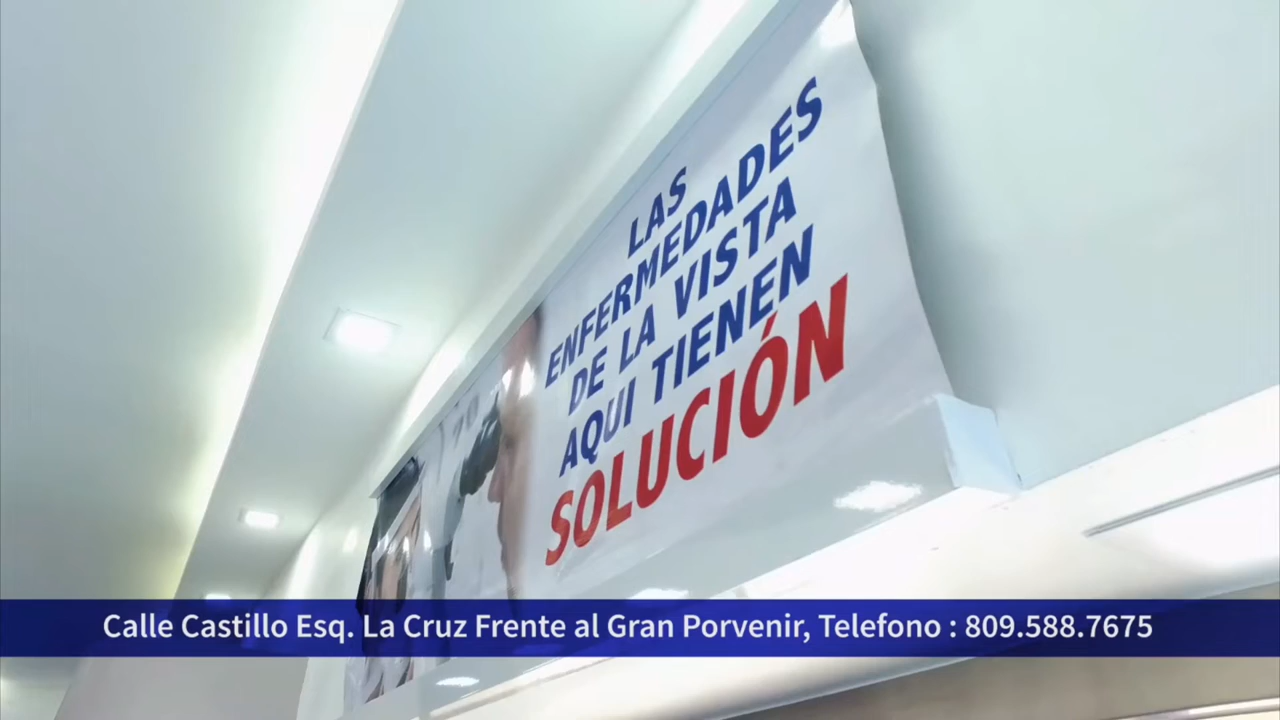 LAS
ENFERMEDADES
DE LA VISTA
AQUI TIENEN
SOLUCIÓN
Calle Castillo Esq. La Cruz Frente al Gran Porvenir, Telefono : 809.588.7675